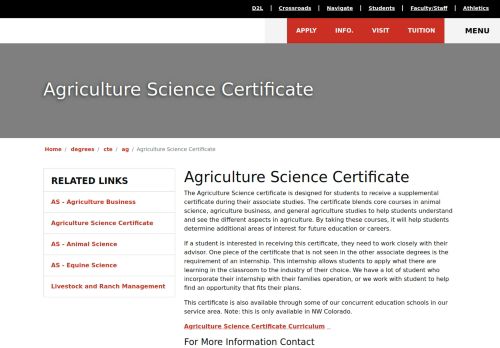 D2L | Crossroads | Navigate | Students | Faculty/Staff | Athletics
APPLY INFO. VISIT TUITION MENU
Agriculture Science Certificate
Home / degrees / cte / ag / Agriculture Science Certificate
RELATED LINKS
AS - Agriculture Business
Agriculture Science Certificate
AS - Animal Science
AS - Equine Science
Livestock and Ranch Management
Agriculture Science Certificate
The Agriculture Science certificate is designed for students to receive a supplemental
certificate during their associate studies. The certificate blends core courses in animal
science, agriculture business, and general agriculture studies to help students understand
and see the different aspects in agriculture. By taking these courses, it will help students
determine additional areas of interest for future education or careers.
If a student is interested in receiving this certificate, they need to work closely with their
advisor. One piece of the certificate that is not seen in the other associate degrees is the
requirement of an internship. This internship allows students to apply what there are
learning in the classroom to the industry of their choice. We have a lot of student who
incorporate their internship with their families operation, or we work with student to help
find an opportunity that fits their plans.
This certificate is also available through some of our concurrent education schools in our
service area. Note: this is only available in NW Colorado.
Agriculture Science Certificate Curriculum
For More Information Contact